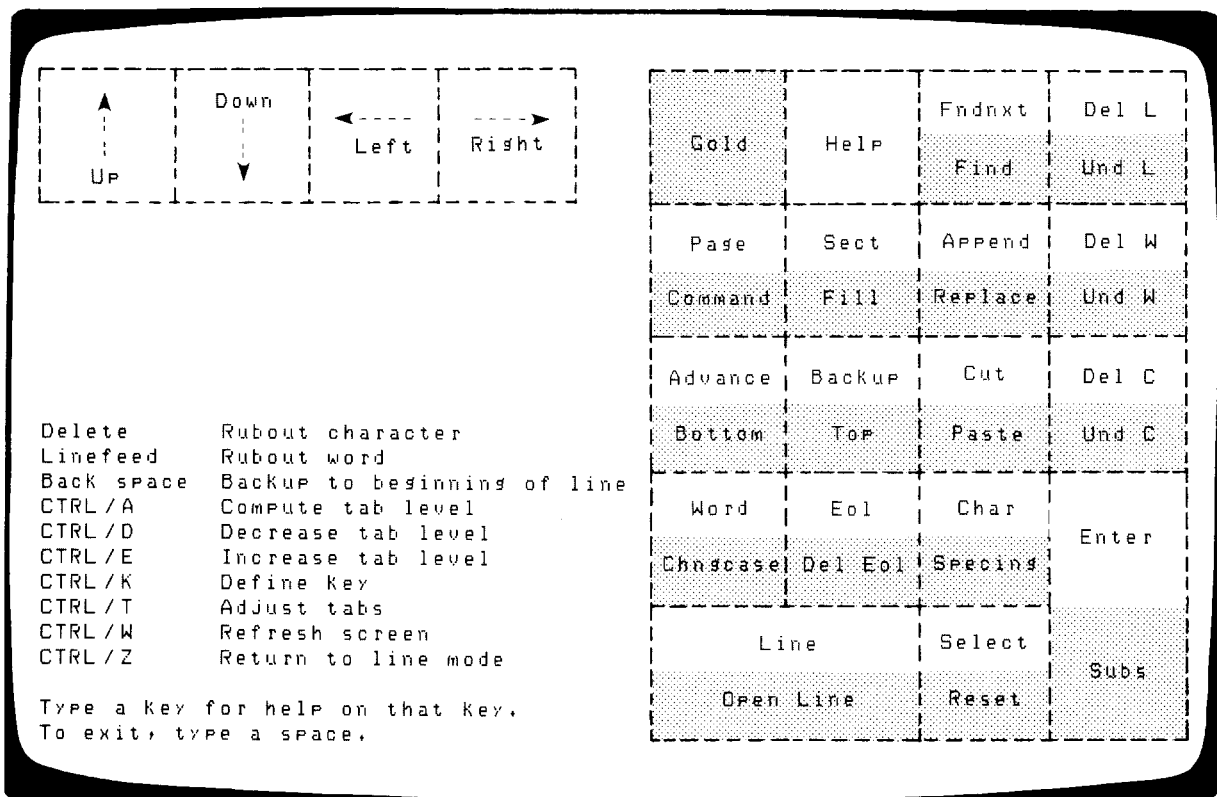 Up
Down
Left
Right
Delete Rubout character
Linefeed Rubout word
Back space Backup to beginning of line
CTRL/A Compute tab level
CTRL/D Decrease tab level
CTRL/E Increase tab level
CTRL/K Define Key
CTRL/T Adjust tabs
CTRL/W Refresh screen
CTRL/Z Return to line mode
Type a Key for help on that Key.
To exit, type a space.
Gold Help Fndnxt Del L
Find Und L
Page Sect Append Del W
Command Fill Replace Und W
Advance Backup Cut Del C
Bottom Top Paste Und C
Word Eol Char Enter
Chngcase Del Eol Specing
Line Select Subs
Open Line Reset